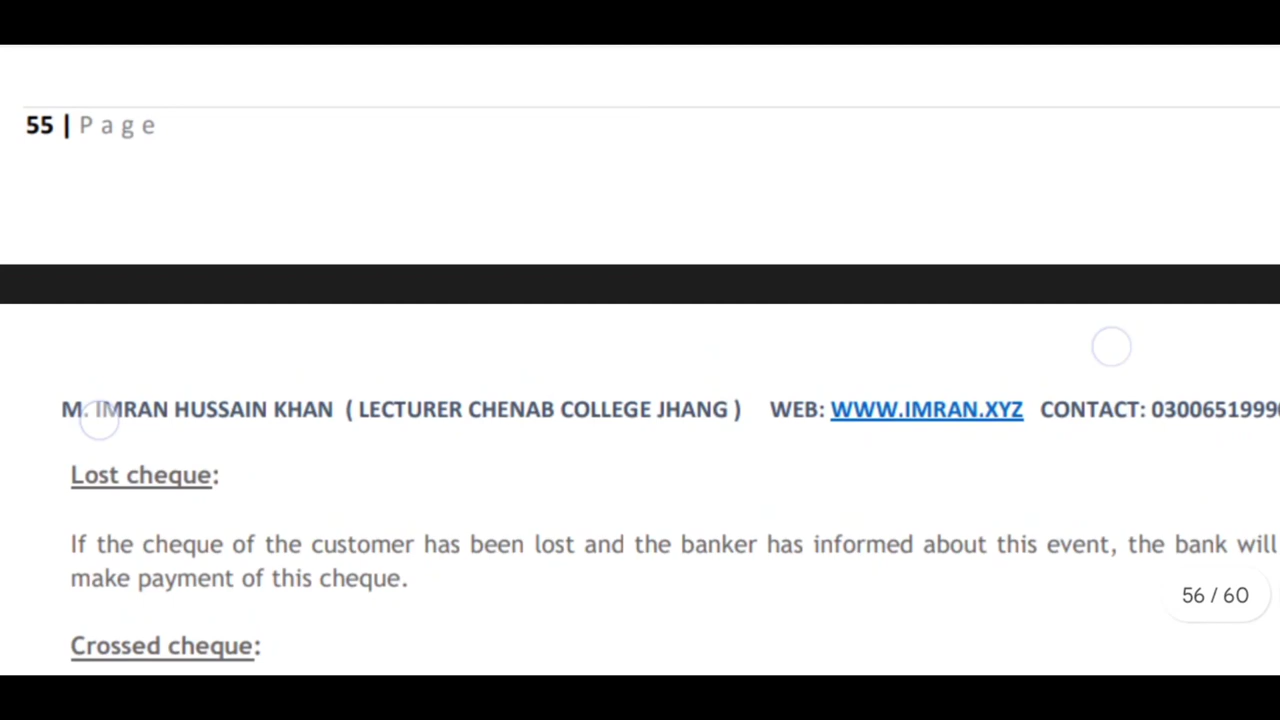 55 | Page
M. IMRAN HUSSAIN KHAN ( LECTURER CHENAB COLLEGE JHANG ) WEB: WWW.IMRAN.XYZ CONTACT: 0300651999
Lost cheque:
If the cheque of the customer has been lost and the banker has informed about this event, the bank will
make payment of this cheque.
56 / 60
Crossed cheque: